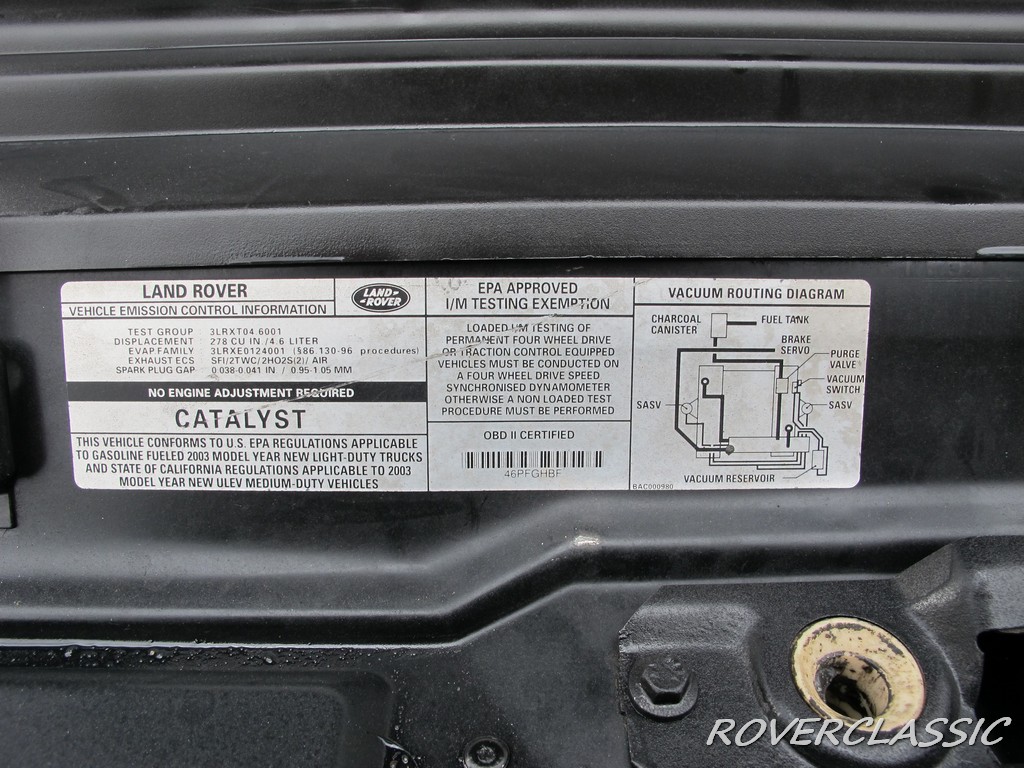 LAND ROVER
VEHICLE EMISSION CONTROL INFORMATION
LAND-
-ROVER
TEST GROUP : 3LRXT04.6001
DISPLACEMENT : 278 CU IN /4.6 LITER
EVAP FAMILY : 3LRXE0124001 (§86.130-96 procedures)
EXHAUST ECS : SFI/2TWC/2HO2S(2)/ AIR
SPARK PLUG GAP : 0.038-0.041 IN / 0.95-1.05 MM
NO ENGINE ADJUSTMENT REQUIRED
CATALYST
THIS VEHICLE CONFORMS TO U.S. EPA REGULATIONS APPLICABLE
TO GASOLINE FUELED 2003 MODEL YEAR NEW LIGHT-DUTY TRUCKS
AND STATE OF CALIFORNIA REGULATIONS APPLICABLE TO 2003
MODEL YEAR NEW ULEV MEDIUM-DUTY VEHICLES
EPA APPROVED
I/M TESTING EXEMPTION
LOADED I/M TESTING OF
PERMANENT FOUR WHEEL DRIVE
OR TRACTION CONTROL EQUIPPED
VEHICLES MUST BE CONDUCTED ON
A FOUR WHEEL DRIVE SPEED
SYNCHRONISED DYNAMOMETER
OTHERWISE A NON LOADED TEST
PROCEDURE MUST BE PERFORMED
OBD II CERTIFIED
46PFGHBF
VACUUM ROUTING DIAGRAM
CHARCOAL
CANISTER
FUEL TANK
BRAKE
SERVO
PURGE
VALVE
VACUUM
SWITCH
SASV
SASV
VACUUM RESERVOIR
BAC000980
ROVERCLASSIC